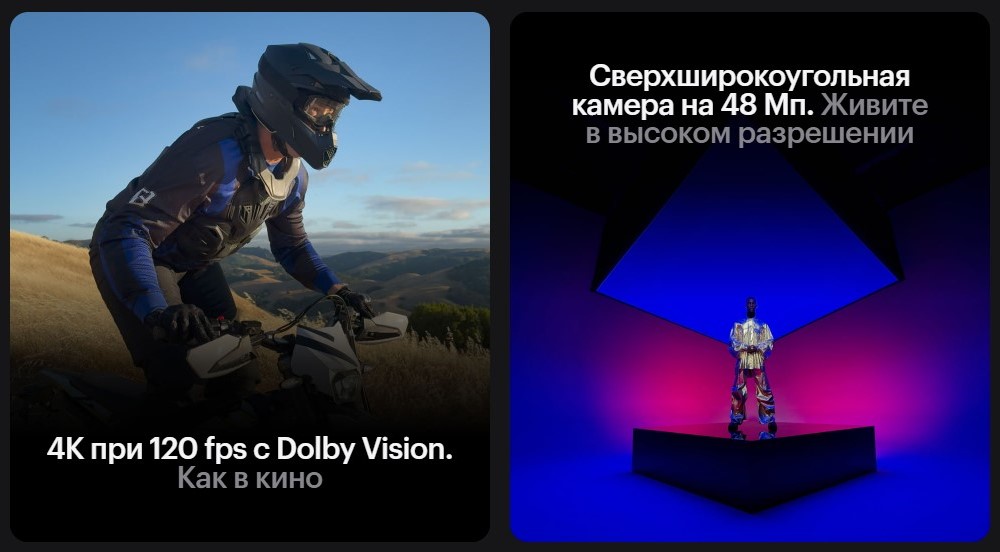 4K при 120 fps с Dolby Vision.
Как в кино
Сверхширокоугольная
камера на 48 Мп. Живите
в высоком разрешении